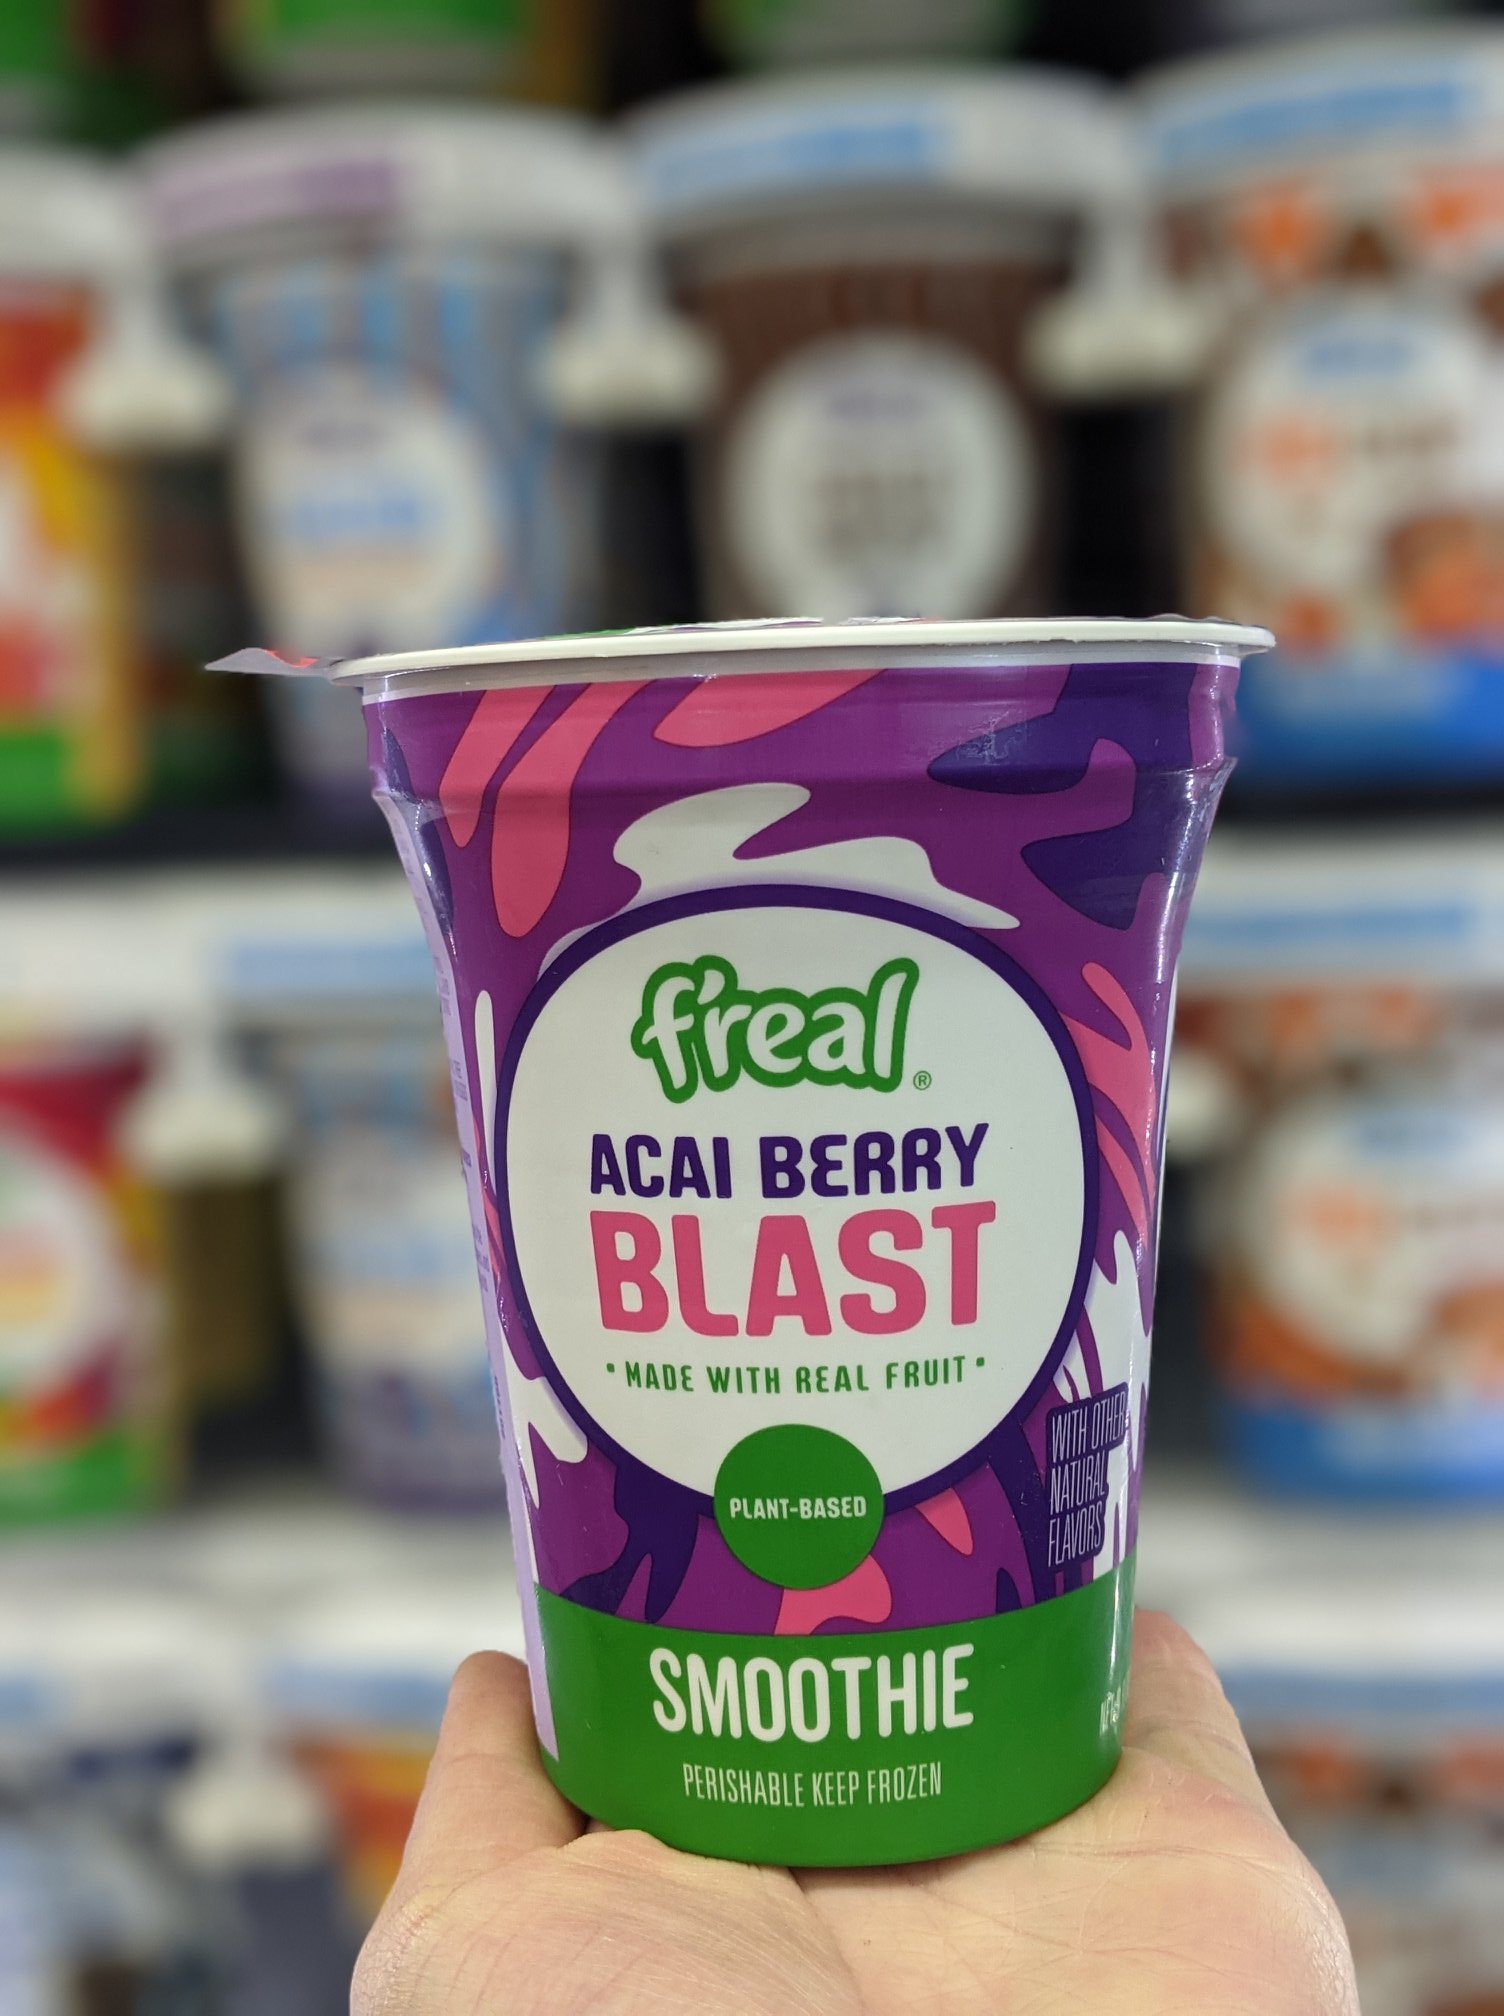 f'real®
ACAI BERRY
BLAST
• MADE WITH REAL FRUIT •
PLANT-BASED
WITH OTHER
NATURAL
FLAVORS
SMOOTHIE
PERISHABLE KEEP FROZEN